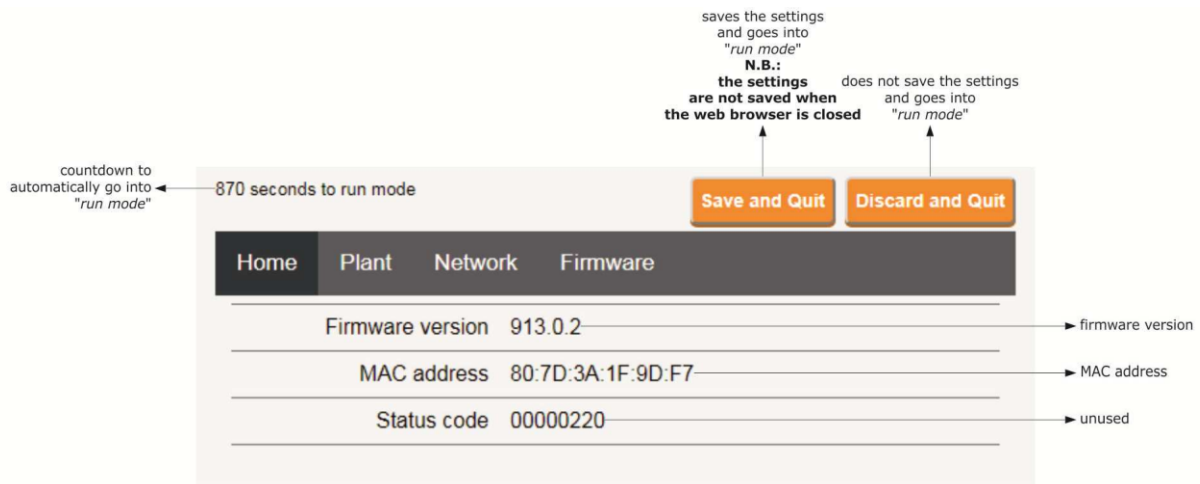 saves the settings
and goes into
"run mode"
N.B.:
the settings
are not saved when
the web browser is closed
does not save the settings
and goes into
"run mode"
countdown to
automatically go into
"run mode"
870 seconds to run mode
Save and Quit
Discard and Quit
Home Plant Network Firmware
Firmware version 913.0.2
firmware version
MAC address 80:7D:3A:1F:9D:F7
MAC address
Status code 00000220
unused